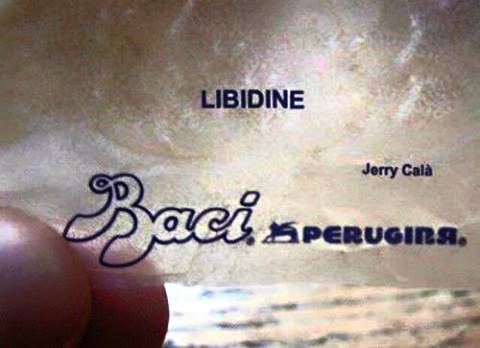 LIBIDINE
Jerry Calà
Baci® PERUGINA®